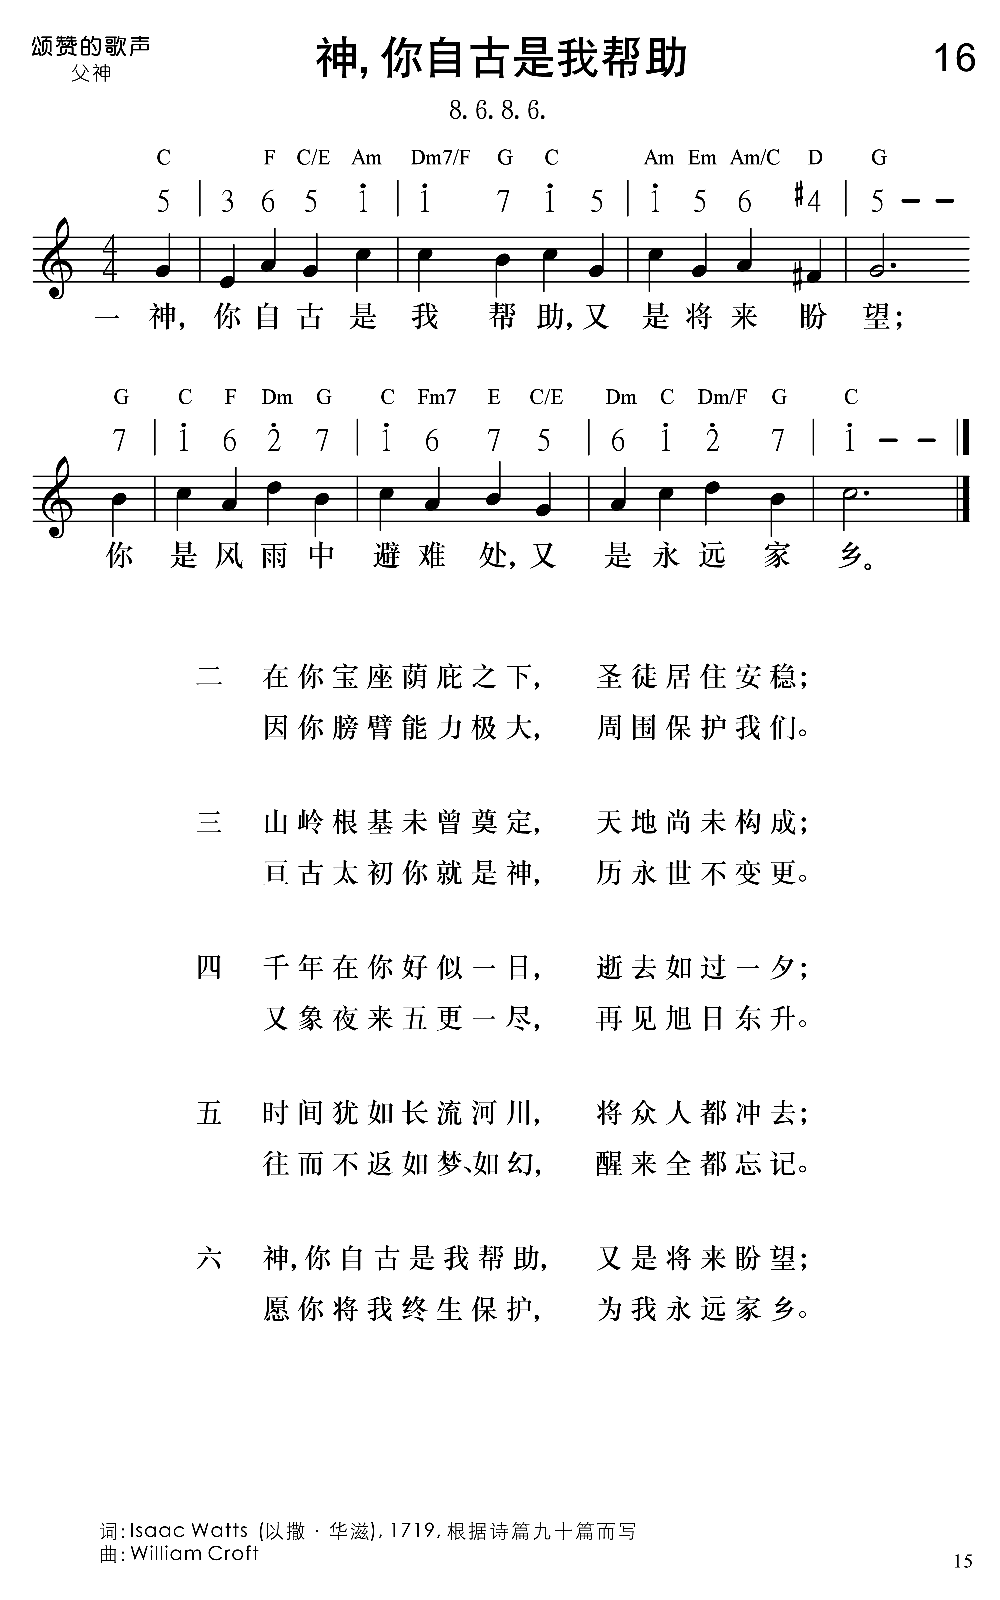 颂赞的歌声
父神
神,你自古是我帮助
16
8.6.8.6.
C F C/E Am Dm7/F G C Am Em Am/C D G
5 | 3 6 5 1̇ | 1̇ 7 1̇ 5 | 1̇ 5 6 #4 | 5 – –
4/4
一 神,你自古是我帮助,又是将来盼望;
G C F Dm G C Fm7 E C/E Dm C Dm/F G C
7 | 1̇ 6 2̇ 7 | 1̇ 6 7 5 | 6 1̇ 2̇ 7 | 1̇ – –
你是风雨中避难处,又是永远家乡。
二 在你宝座荫庇之下, 圣徒居住安稳;
因你膀臂能力极大, 周围保护我们。
三 山岭根基未曾奠定, 天地尚未构成;
亘古太初你就是神, 历永世不变更。
四 千年在你好似一日, 逝去如过一夕;
又象夜来五更一尽, 再见旭日东升。
五 时间犹如长流河川, 将众人都冲去;
往而不返如梦、如幻, 醒来全都忘记。
六 神,你自古是我帮助, 又是将来盼望;
愿你将我终生保护, 为我永远家乡。
词:Isaac Watts (以撒·华滋), 1719, 根据诗篇九十篇而写
曲:William Croft
15